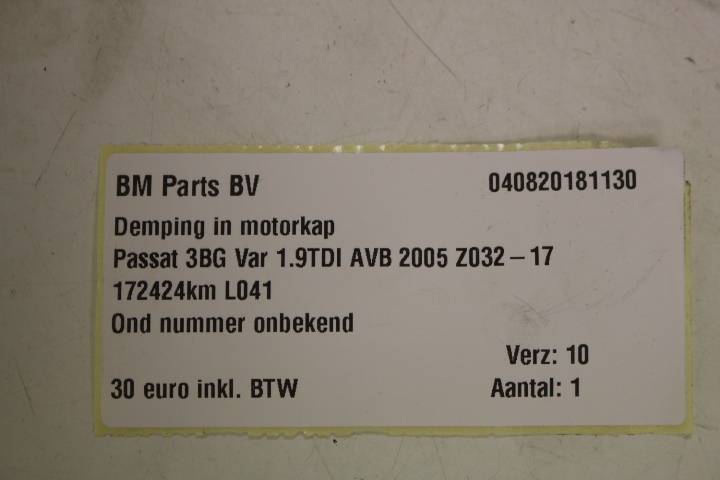 BM Parts BV 040820181130
Demping in motorkap
Passat 3BG Var 1.9TDI AVB 2005 Z032-17
172424km L041
Ond nummer onbekend
Verz: 10
30 euro inkl. BTW Aantal: 1